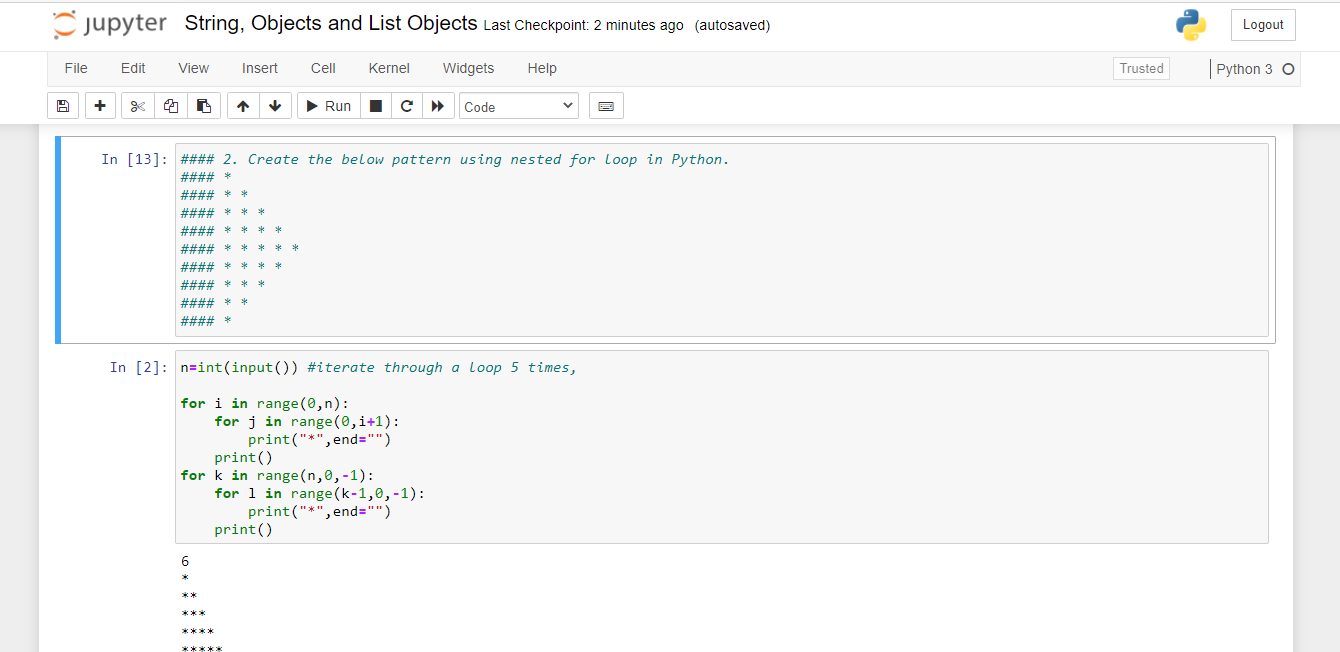 jupyter String, Objects and List Objects Last Checkpoint: 2 minutes ago (autosaved) Logout
File Edit View Insert Cell Kernel Widgets Help Trusted Python 3
Run Code
In [13]: #### 2. Create the below pattern using nested for loop in Python.
#### *
#### * *
#### * * *
#### * * * *
#### * * * * *
#### * * * *
#### * * *
#### * *
#### *
In [2]: n=int(input()) #iterate through a loop 5 times,
for i in range(0,n):
    for j in range(0,i+1):
        print("*",end="")
    print()
for k in range(n,0,-1):
    for l in range(k-1,0,-1):
        print("*",end="")
    print()
6
*
**
***
****
*****